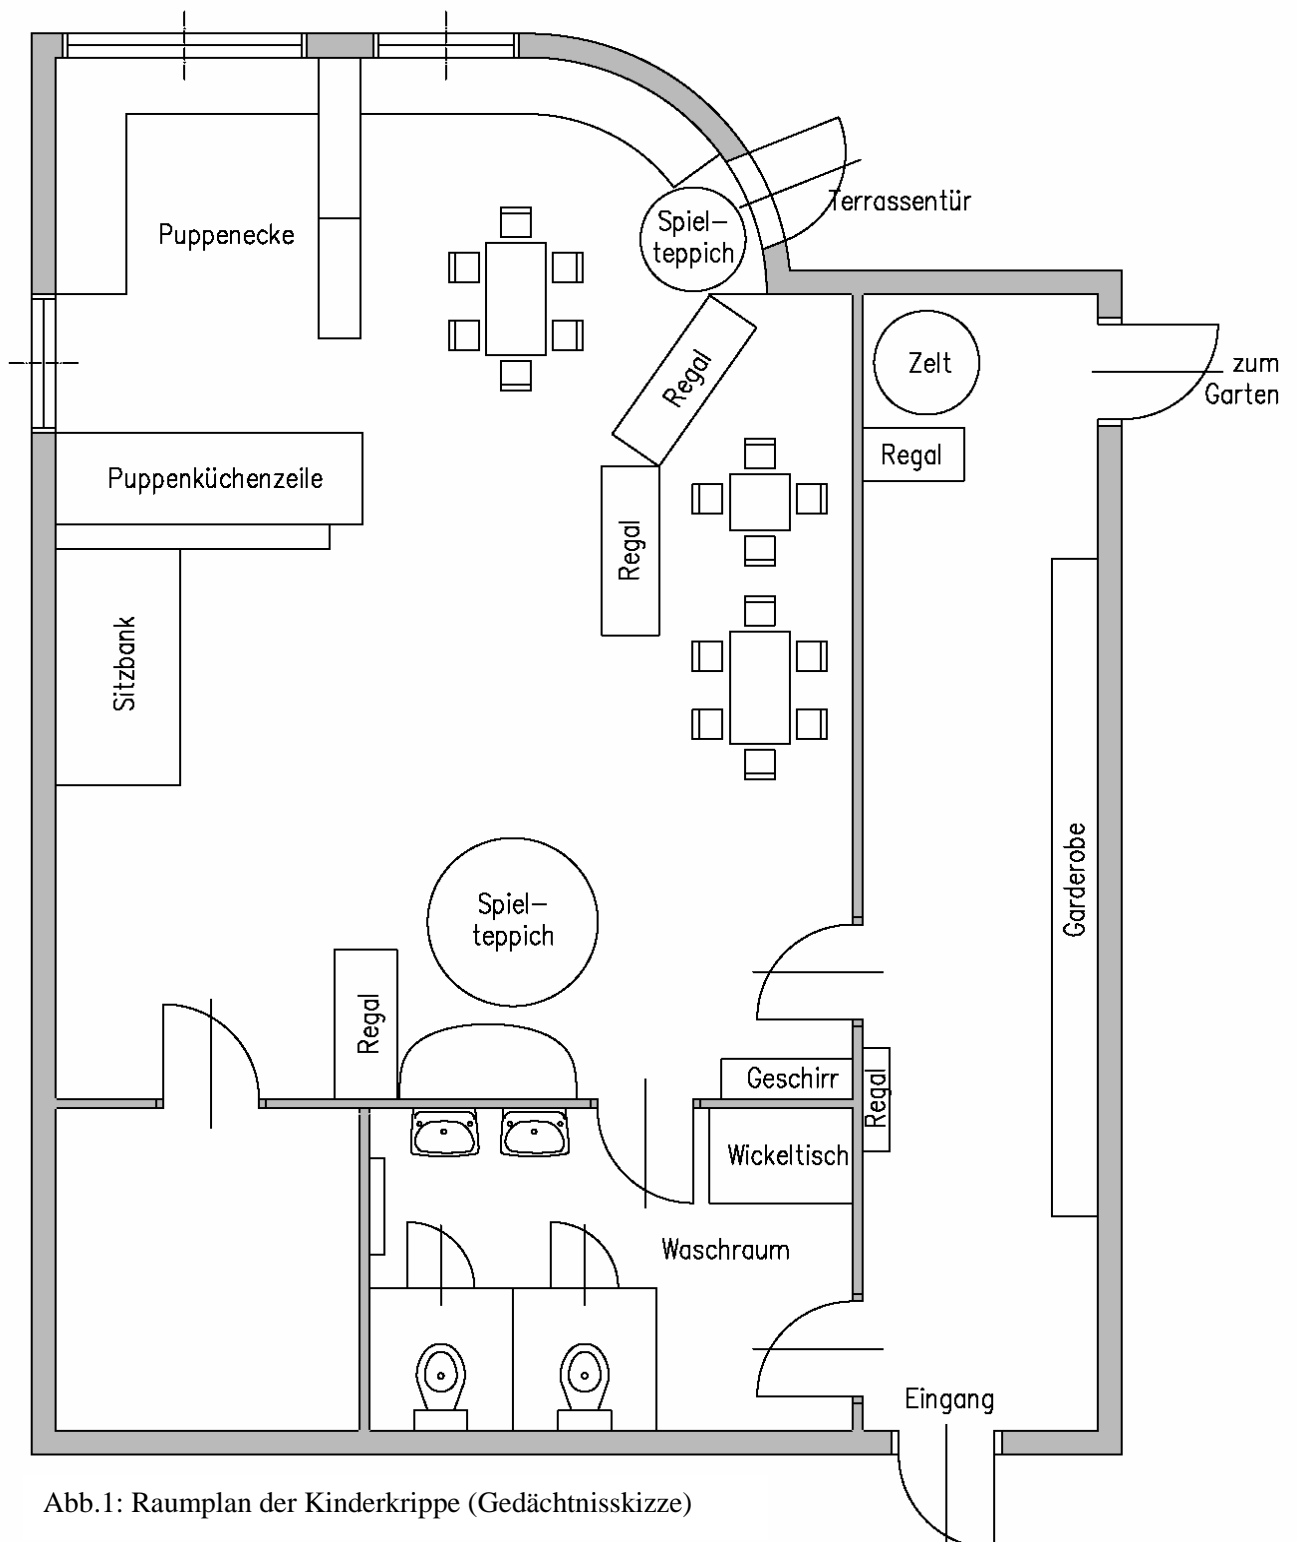 Terrassentür
Spiel-
teppich
Puppenecke
Regal
Zelt
zum
Garten
Regal
Puppenküchenzeile
Regal
Sitzbank
Garderobe
Spiel-
teppich
Regal
Geschirr
Regal
Wickeltisch
Waschraum
Eingang
Abb.1: Raumplan der Kinderkrippe (Gedächtnisskizze)